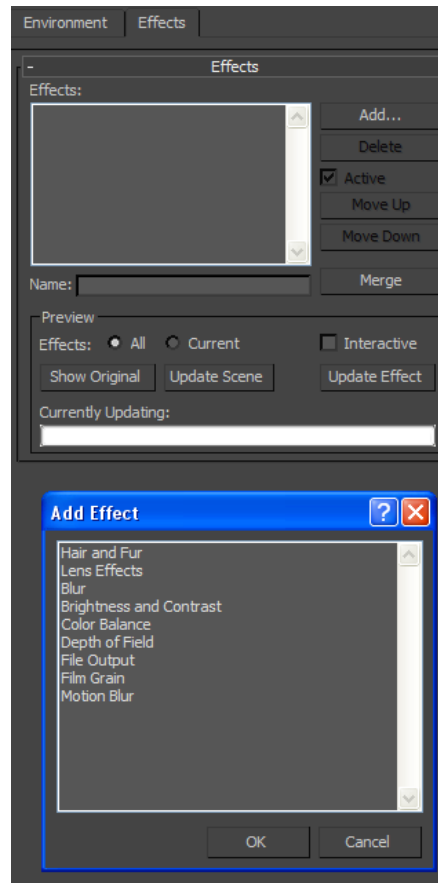 Environment Effects
- Effects
Effects:
Add...
Delete
Active
Move Up
Move Down
Name:
Merge
Preview
Effects: All Current Interactive
Show Original Update Scene Update Effect
Currently Updating:
Add Effect ?
Hair and Fur
Lens Effects
Blur
Brightness and Contrast
Color Balance
Depth of Field
File Output
Film Grain
Motion Blur
OK Cancel